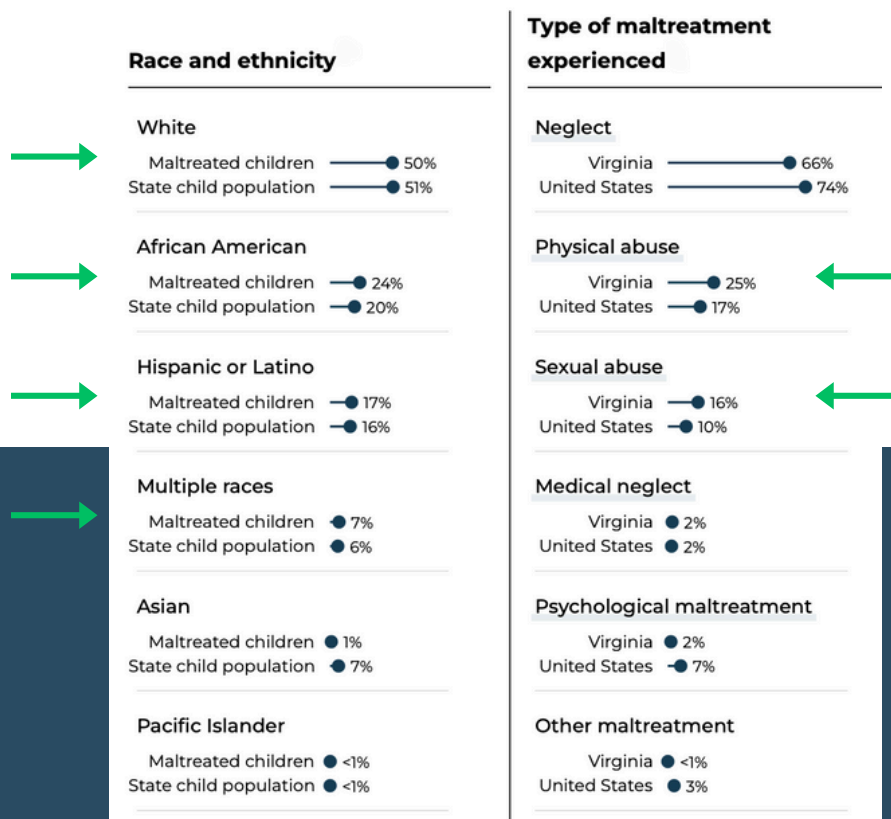 Race and ethnicity
White
Maltreated children 50%
State child population 51%
African American
Maltreated children 24%
State child population 20%
Hispanic or Latino
Maltreated children 17%
State child population 16%
Multiple races
Maltreated children 7%
State child population 6%
Asian
Maltreated children 1%
State child population 7%
Pacific Islander
Maltreated children <1%
State child population <1%
Type of maltreatment
experienced
Neglect
Virginia 66%
United States 74%
Physical abuse
Virginia 25%
United States 17%
Sexual abuse
Virginia 16%
United States 10%
Medical neglect
Virginia 2%
United States 2%
Psychological maltreatment
Virginia 2%
United States 7%
Other maltreatment
Virginia <1%
United States 3%